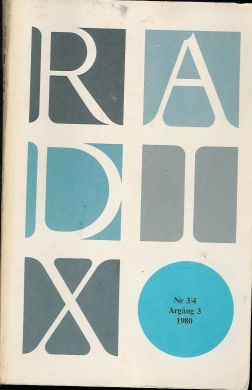 RA
DI
X
Nr 3/4
Årgång 3
1980